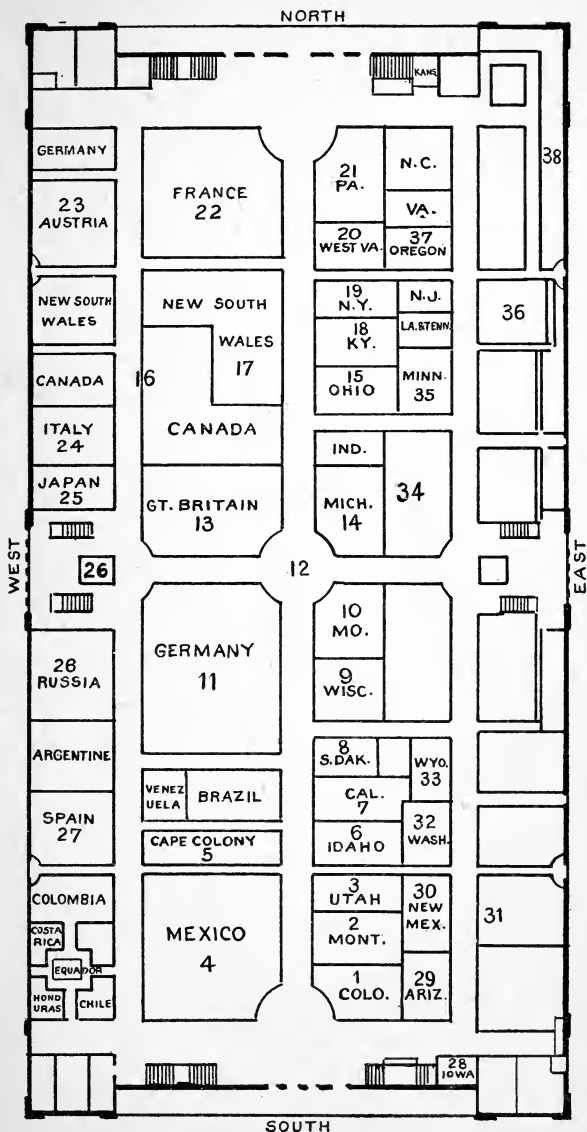 NORTH
KANS.
GERMANY
23
AUSTRIA
NEW SOUTH
WALES
CANADA
ITALY
24
JAPAN
25
WEST
26
26
RUSSIA
ARGENTINE
SPAIN
27
COLOMBIA
COSTA
RICA
EQUADOR
HOND
URAS
CHILE
FRANCE
22
NEW SOUTH
WALES
17
16
CANADA
GT. BRITAIN
13
12
GERMANY
11
VENEZ
UELA
BRAZIL
CAPE COLONY
5
MEXICO
4
21
PA.
N.C.
VA.
20
WEST VA.
37
OREGON
19
N.Y.
N.J.
18
KY.
LA.&TENN.
15
OHIO
MINN.
35
IND.
MICH.
14
34
10
MO.
9
WISC.
8
S.DAK.
WYO.
33
CAL.
7
6
IDAHO
32
WASH.
3
UTAH
30
NEW
MEX.
2
MONT.
1
COLO.
29
ARIZ.
28
IOWA
38
36
EAST
31
SOUTH